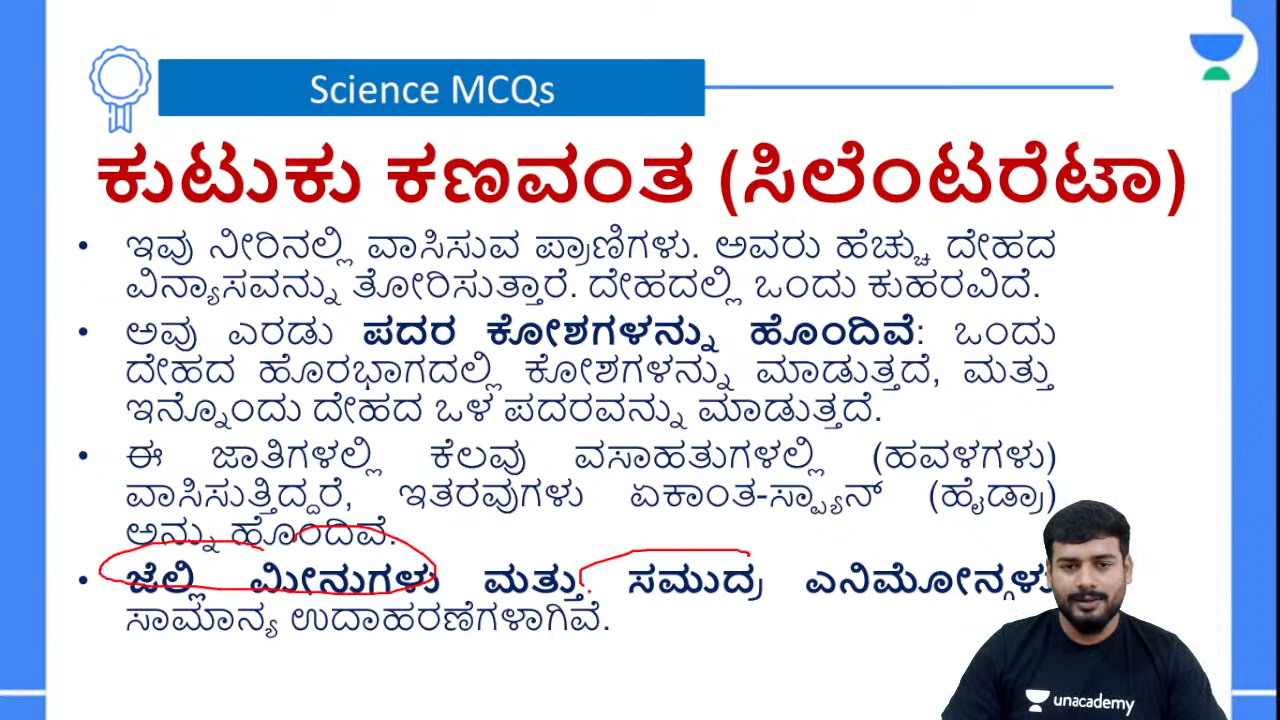 Science MCQs
ಕುಟುಕು ಕಣವಂತ (ಸಿಲೆಂಟರೆಟಾ)
• ಇವು ನೀರಿನಲ್ಲಿ ವಾಸಿಸುವ ಪ್ರಾಣಿಗಳು. ಅವರು ಹೆಚ್ಚು ದೇಹದ
ವಿನ್ಯಾಸವನ್ನು ತೋರಿಸುತ್ತಾರೆ. ದೇಹದಲ್ಲಿ ಒಂದು ಕುಹರವಿದೆ.
• ಅವು ಎರಡು ಪದರ ಕೋಶಗಳನ್ನು ಹೊಂದಿವೆ: ಒಂದು
ದೇಹದ ಹೊರಭಾಗದಲ್ಲಿ ಕೋಶಗಳನ್ನು ಮಾಡುತ್ತದೆ, ಮತ್ತು
ಇನ್ನೊಂದು ದೇಹದ ಒಳ ಪದರವನ್ನು ಮಾಡುತ್ತದೆ.
• ಈ ಜಾತಿಗಳಲ್ಲಿ ಕೆಲವು ವಸಾಹತುಗಳಲ್ಲಿ (ಹವಳಗಳು)
ವಾಸಿಸುತ್ತಿದ್ದರೆ, ಇತರವುಗಳು ಏಕಾಂತ-ಸ್ಪ್ಯಾನ್ (ಹೈಡ್ರಾ)
ಅನ್ನು ಹೊಂದಿವೆ.
• ಜೆಲ್ಲಿ ಮೀನುಗಳು ಮತ್ತು ಸಮುದ್ರ ಎನಿಮೋನ್ಗಳು
ಸಾಮಾನ್ಯ ಉದಾಹರಣೆಗಳಾಗಿವೆ.
unacademy